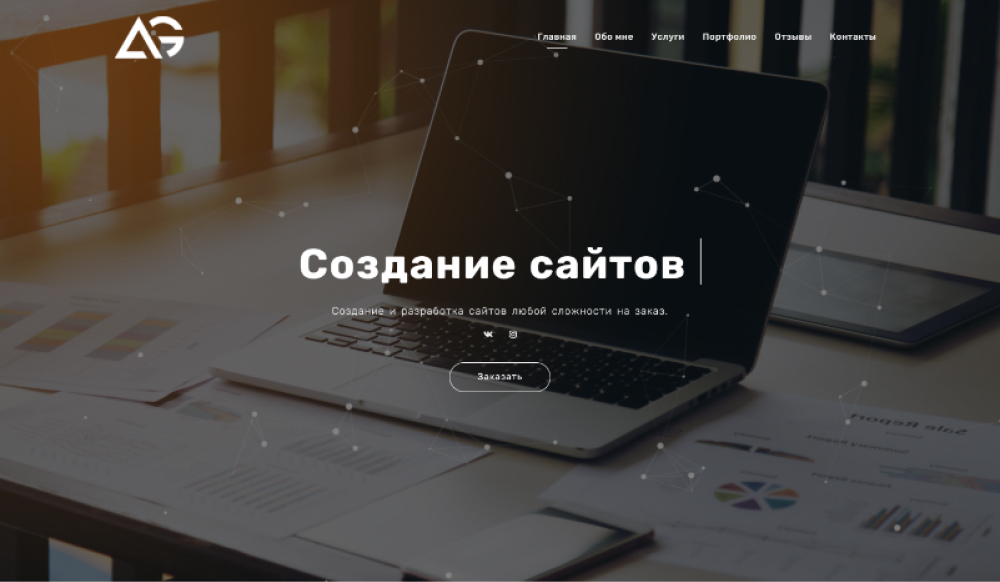 AG
Главная Обо мне Услуги Портфолио Отзывы Контакты
Создание сайтов
Создание и разработка сайтов любой сложности на заказ.
Заказать
Sale Report